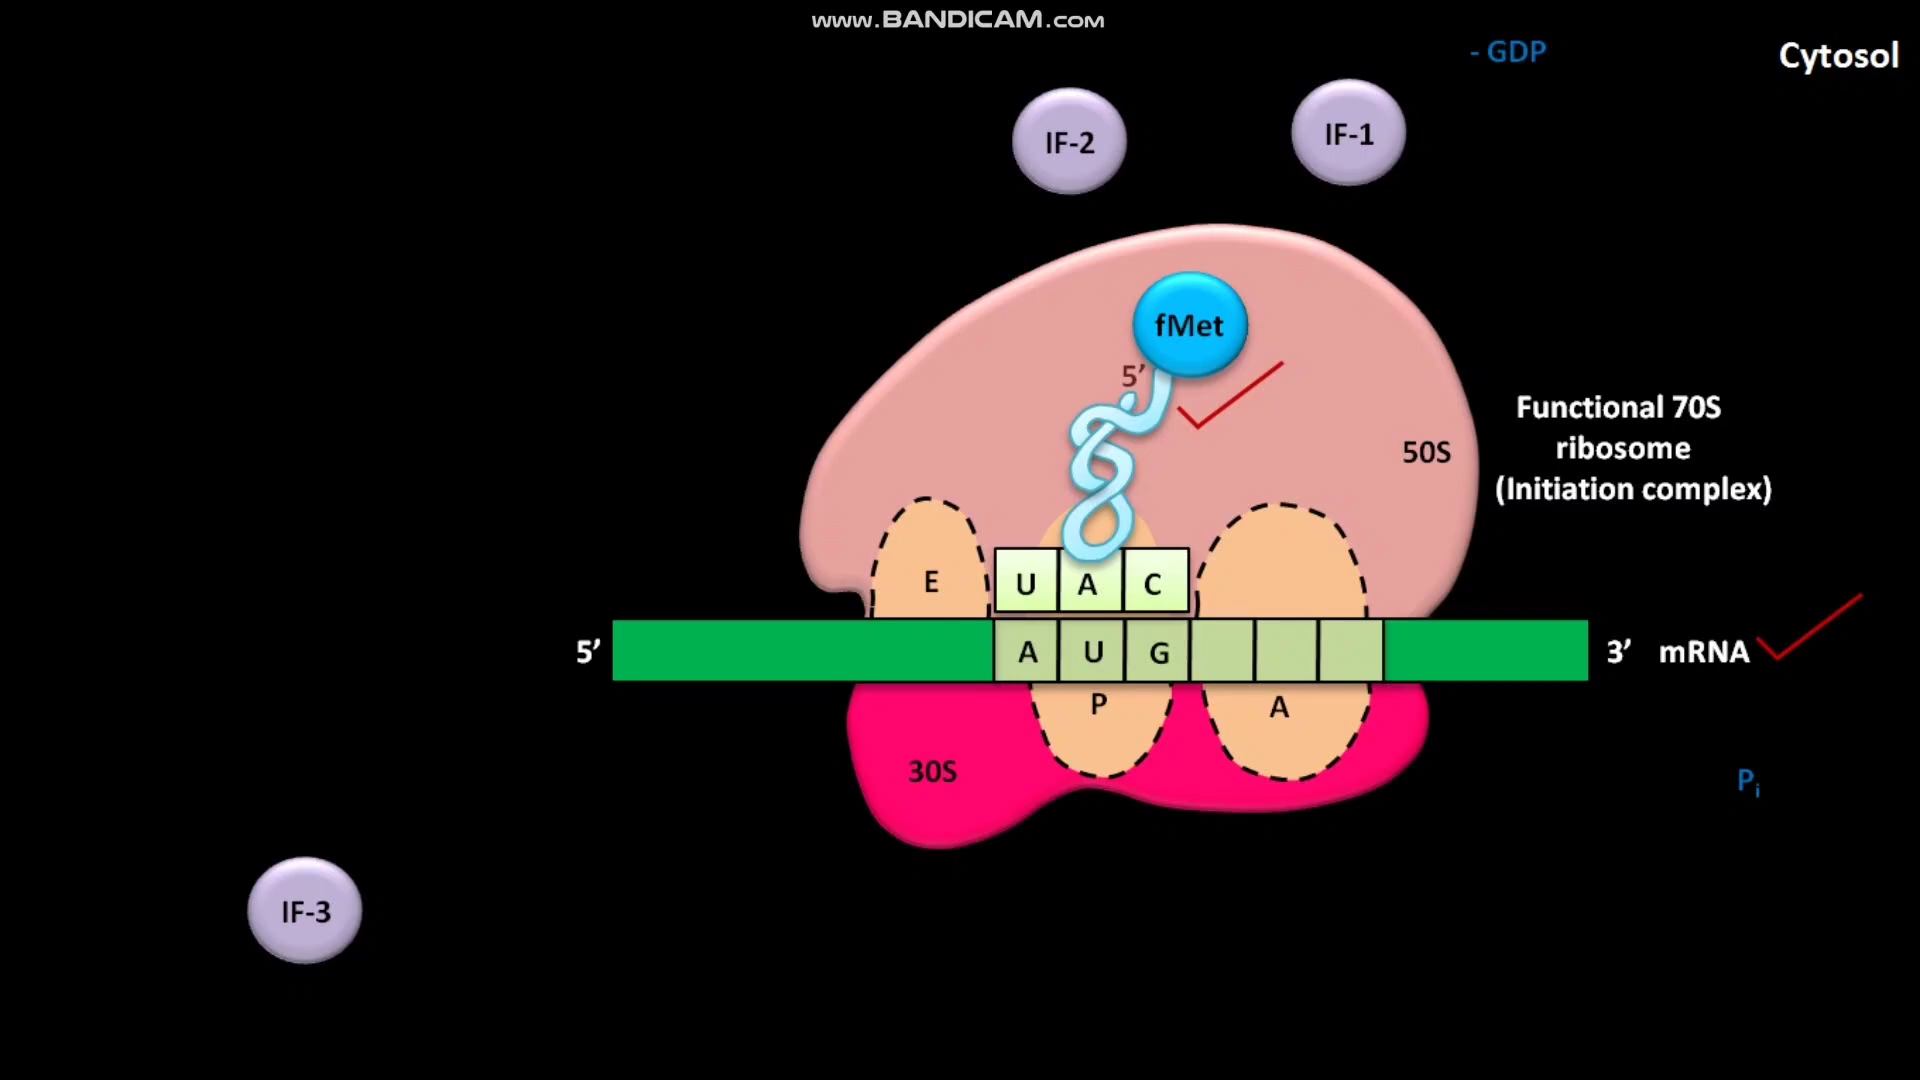 www.BANDICAM.com
- GDP
Cytosol
IF-2
IF-1
fMet
5’
Functional 70S
ribosome
(Initiation complex)
50S
E
U A C
5’
A U G
3’ mRNA
P
A
30S
Pi
IF-3